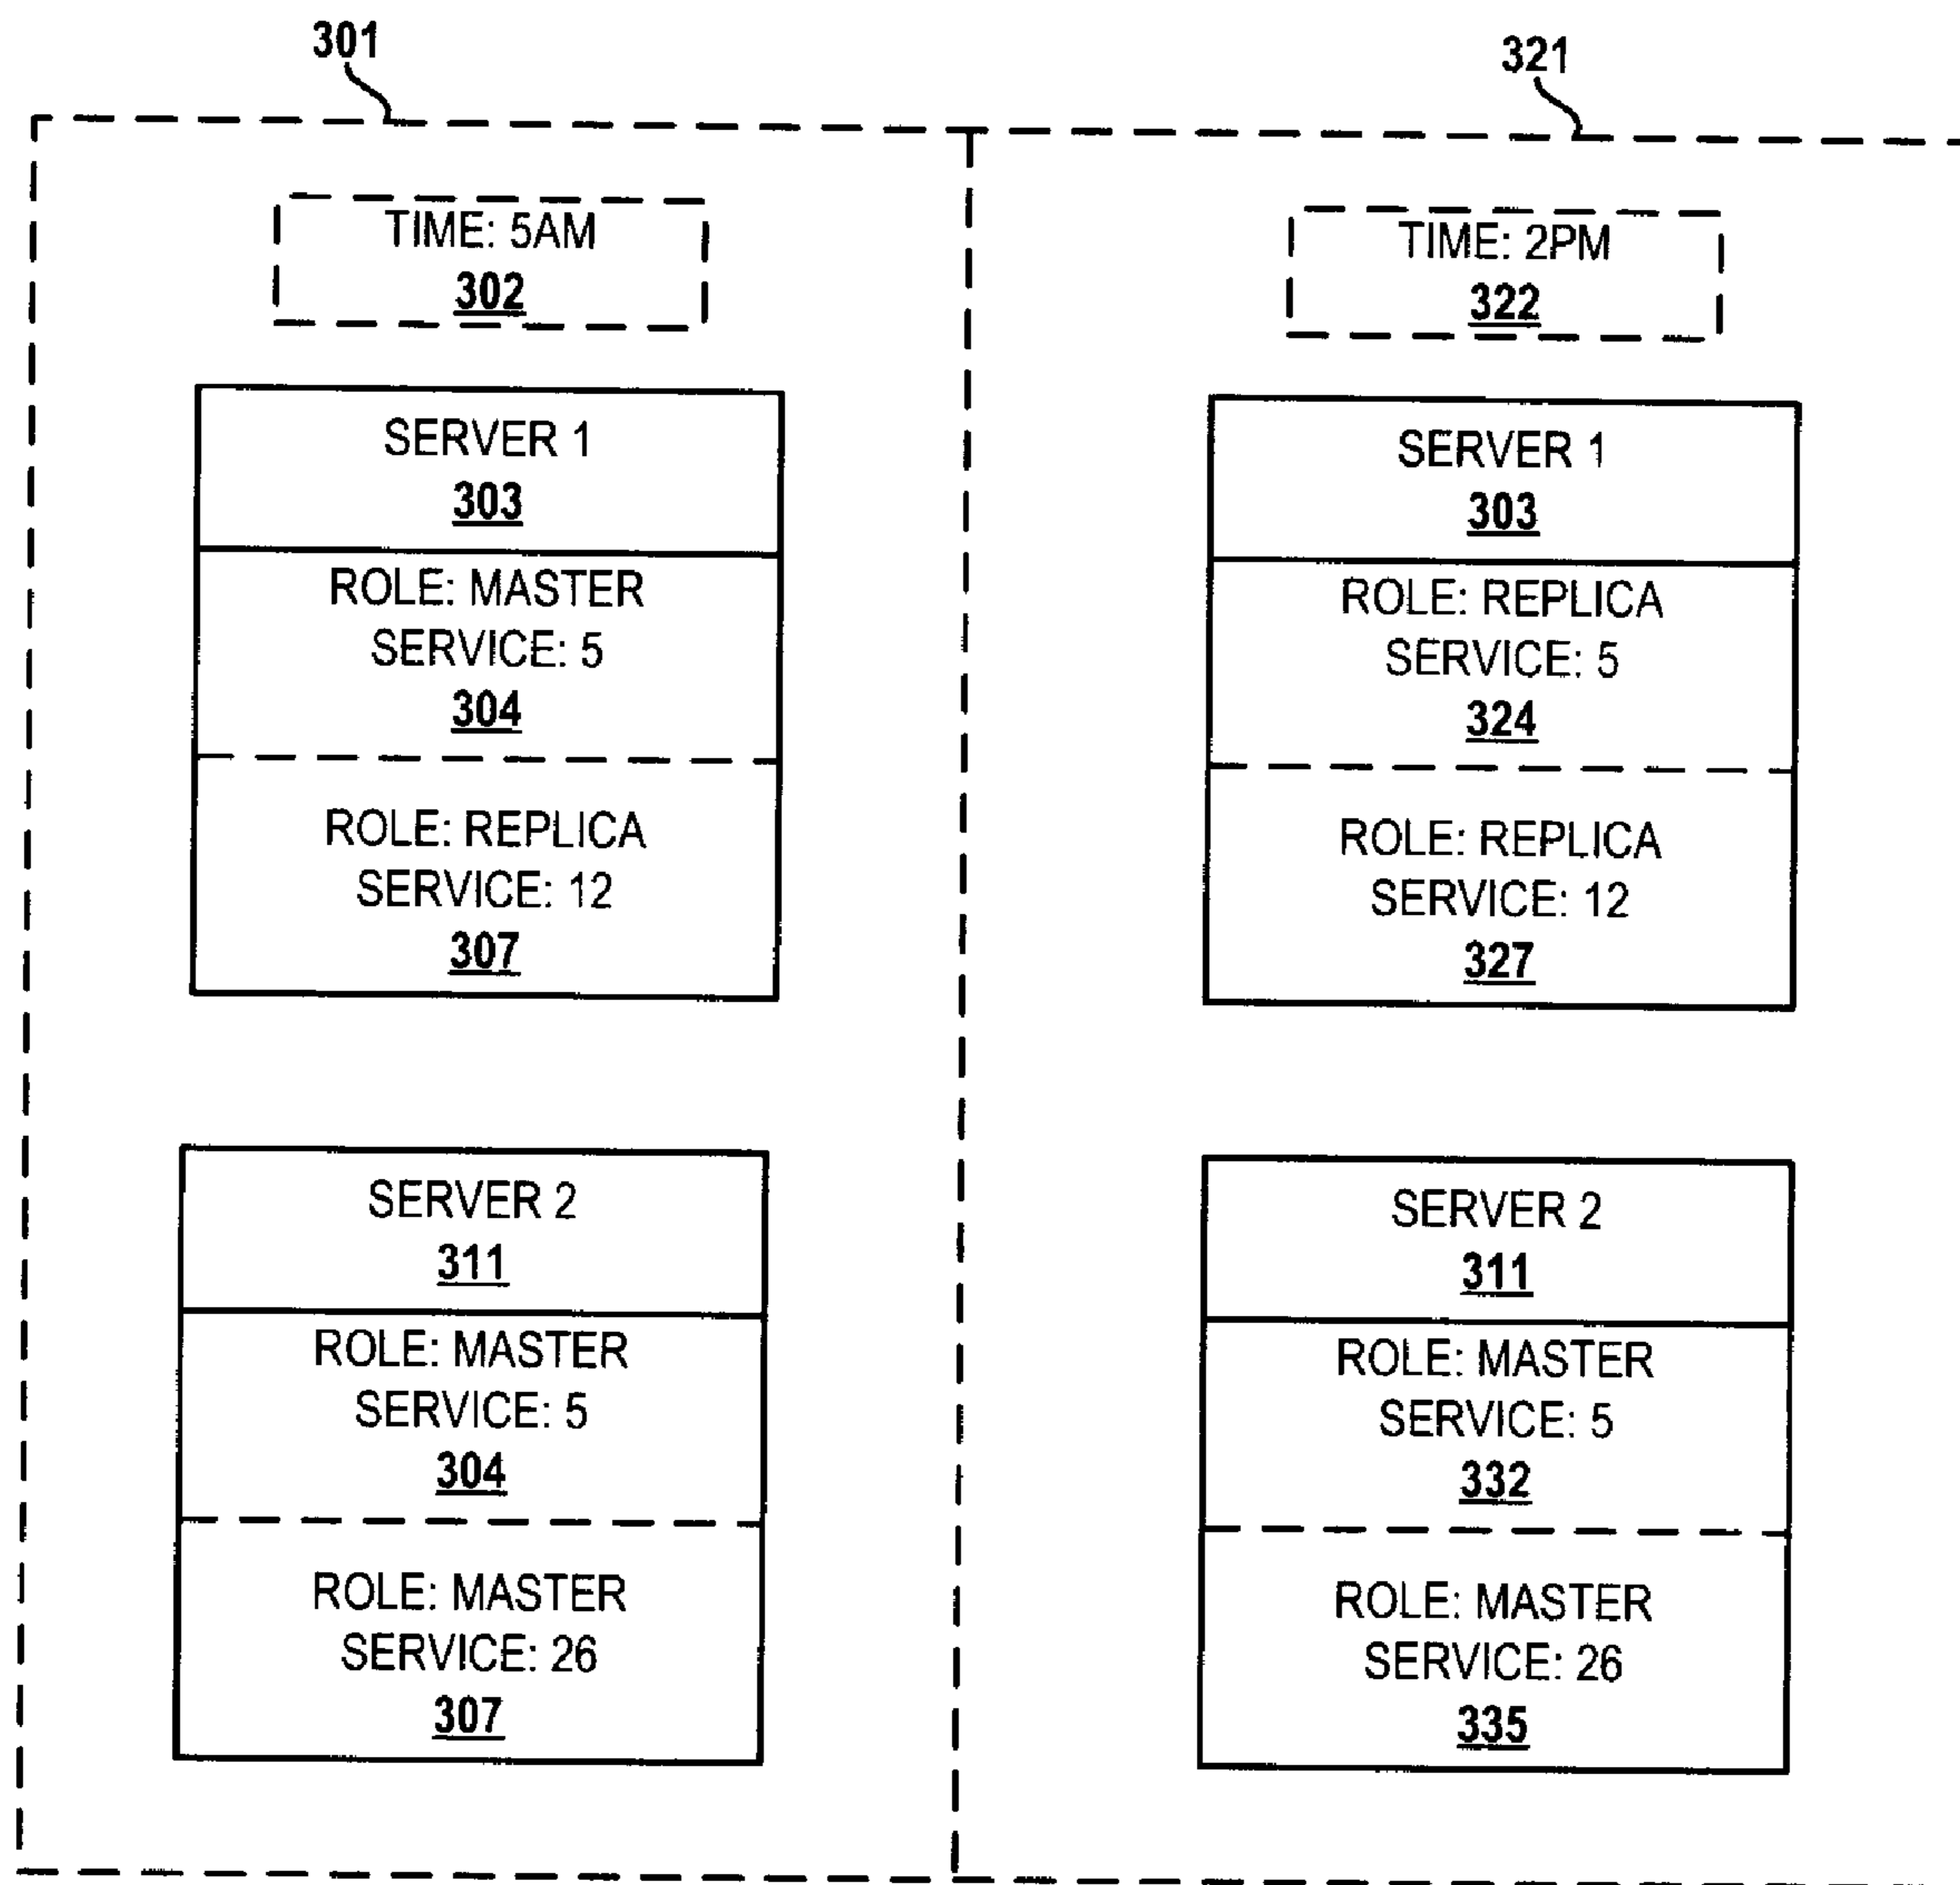 301
TIME: 5AM
302
SERVER 1
303
ROLE: MASTER
SERVICE: 5
304
ROLE: REPLICA
SERVICE: 12
307
SERVER 2
311
ROLE: MASTER
SERVICE: 5
304
ROLE: MASTER
SERVICE: 26
307
321
TIME: 2PM
322
SERVER 1
303
ROLE: REPLICA
SERVICE: 5
324
ROLE: REPLICA
SERVICE: 12
327
SERVER 2
311
ROLE: MASTER
SERVICE: 5
332
ROLE: MASTER
SERVICE: 26
335